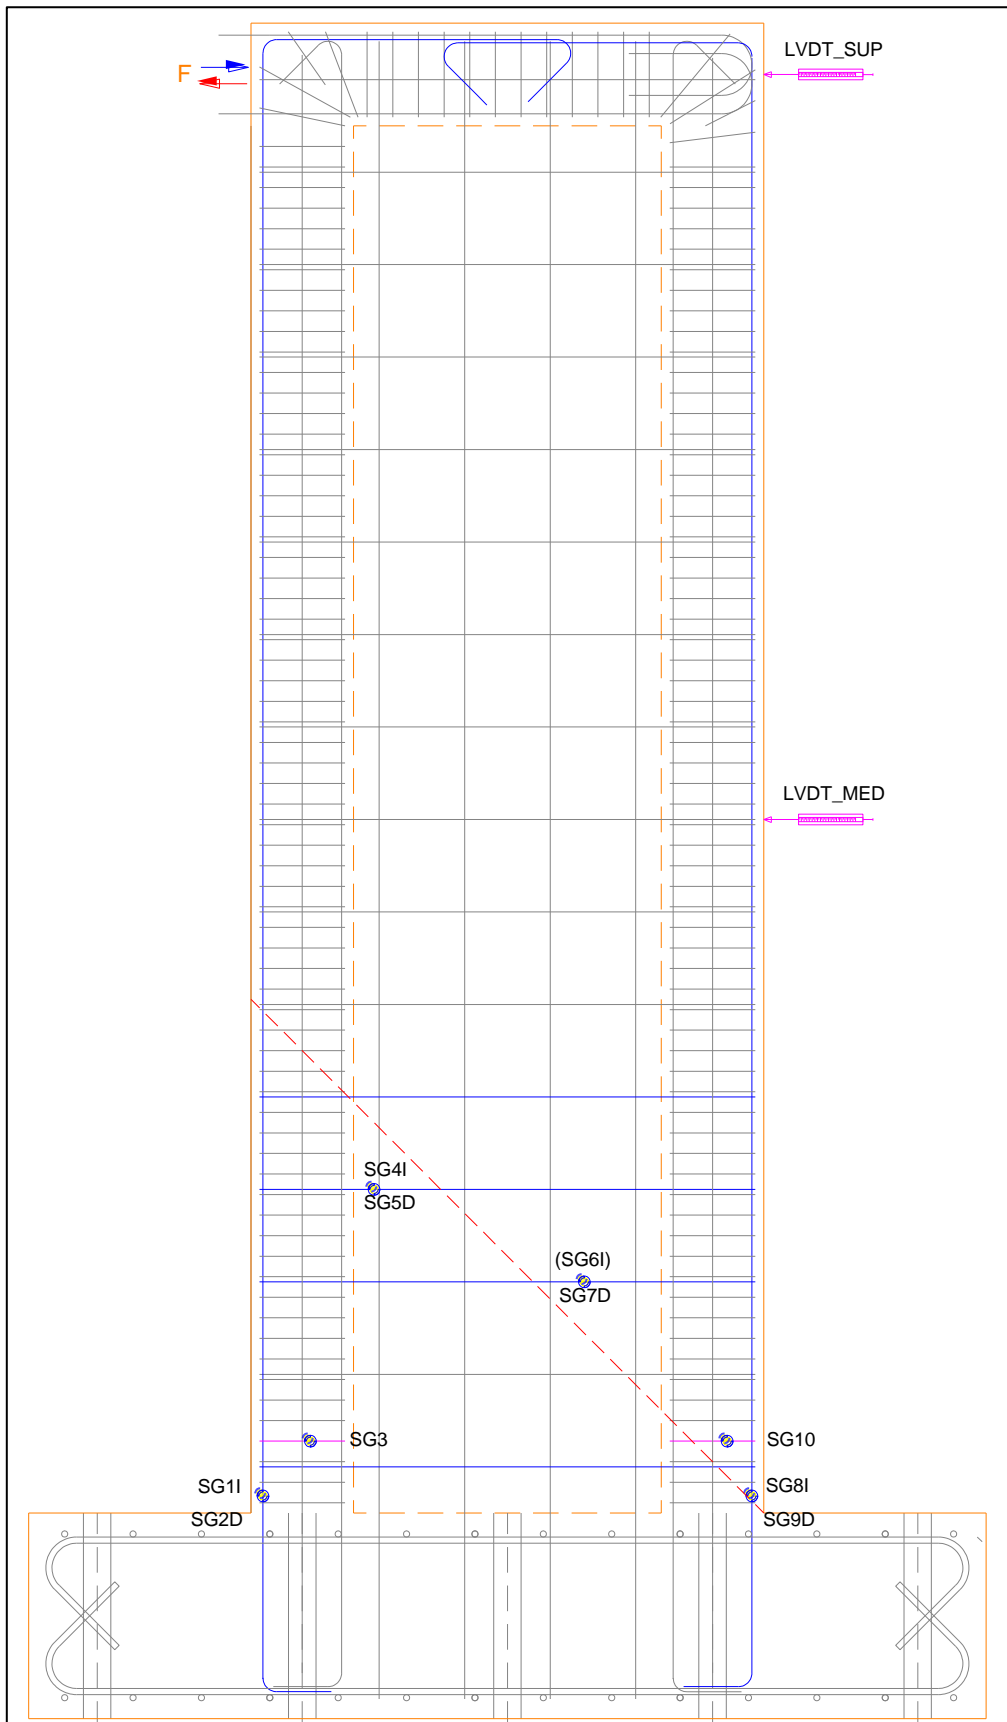 LVDT_SUP
F
LVDT_MED
SG4I
SG5D
(SG6I)
SG7D
SG3
SG10
SG1I
SG8I
SG2D
SG9D